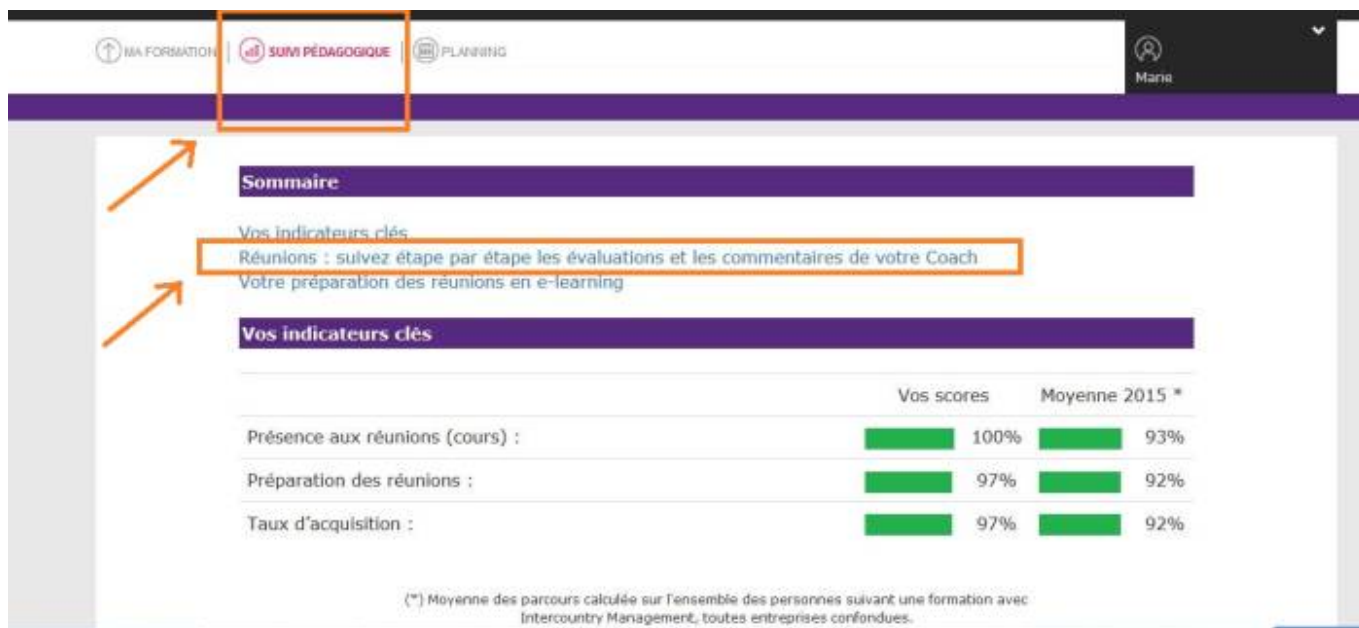 MA FORMATION | SUIVI PÉDAGOGIQUE | PLANNING
Marie
Sommaire
Vos indicateurs clés
Réunions : suivez étape par étape les évaluations et les commentaires de votre Coach
Votre préparation des réunions en e-learning
Vos indicateurs clés
Vos scores Moyenne 2015 *
Présence aux réunions (cours) : 100% 93%
Préparation des réunions : 97% 92%
Taux d'acquisition : 97% 92%
(*) Moyenne des parcours calculée sur l'ensemble des personnes suivant une formation avec
Intercountry Management, toutes entreprises confondues.